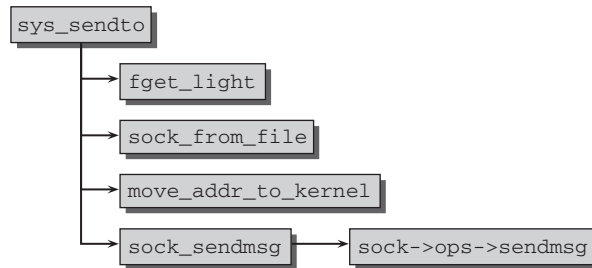 sys_sendto
fget_light
sock_from_file
move_addr_to_kernel
sock_sendmsg
sock->ops->sendmsg